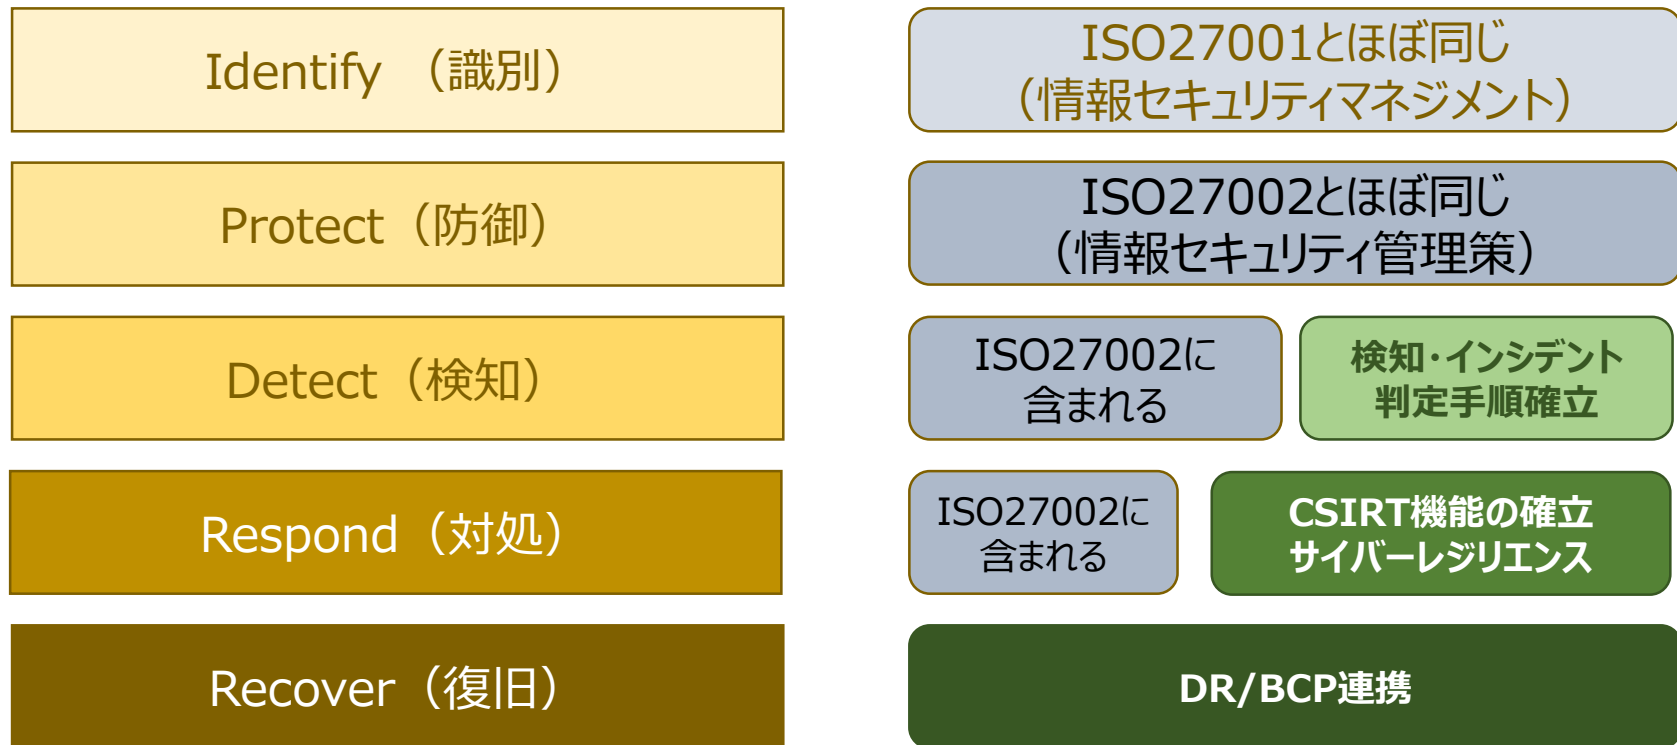 Identify （識別）
ISO27001とほぼ同じ
（情報セキュリティマネジメント）
Protect（防御）
ISO27002とほぼ同じ
（情報セキュリティ管理策）
Detect（検知）
ISO27002に
含まれる
検知・インシデント
判定手順確立
Respond（対処）
ISO27002に
含まれる
CSIRT機能の確立
サイバーレジリエンス
Recover（復旧）
DR/BCP連携